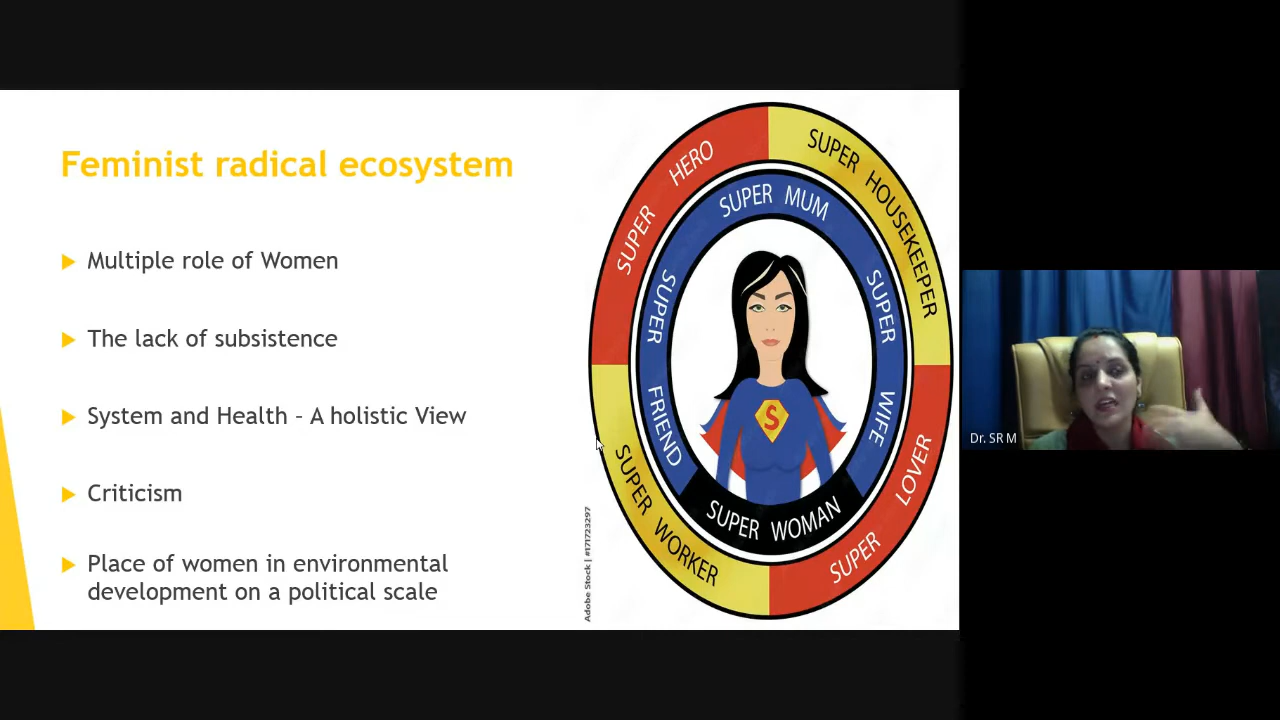 Feminist radical ecosystem
Multiple role of Women
The lack of subsistence
System and Health – A holistic View
Criticism
Place of women in environmental
development on a political scale
SUPER HERO
SUPER HOUSEKEEPER
SUPER LOVER
SUPER WORKER
SUPER MUM
SUPER WIFE
SUPER FRIEND
SUPER WOMAN
S
Adobe Stock | #171723297
Dr. SR M